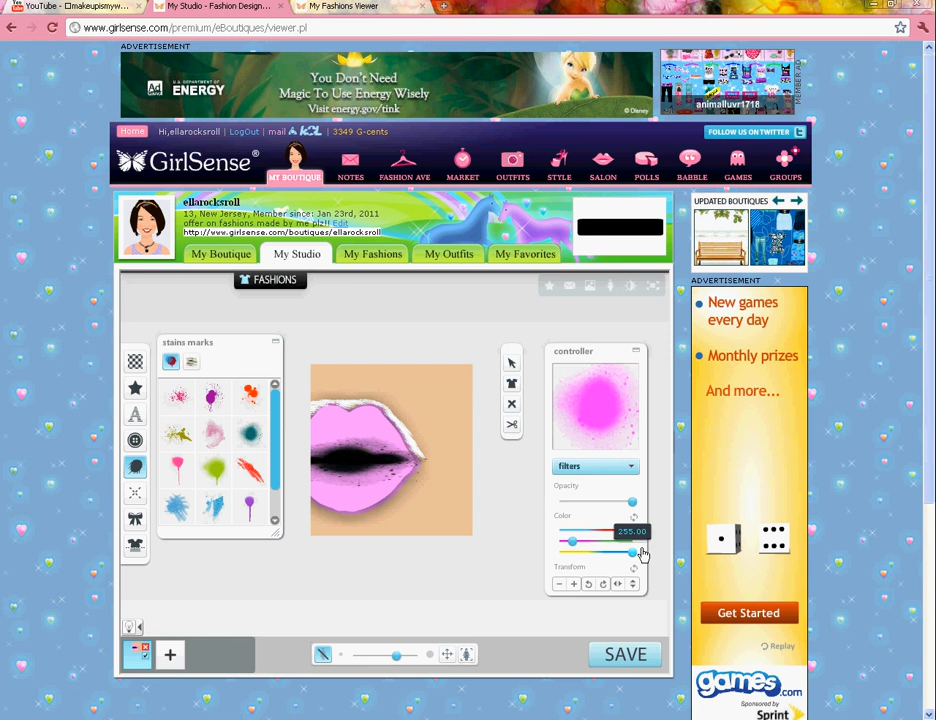 YouTube - □makeupismyw...
My Studio - Fashion Design...
My Fashions Viewer
www.girlsense.com/premium/eBoutiques/viewer.pl
ADVERTISEMENT
Ad
U.S. DEPARTMENT OF
ENERGY
You Don't Need
Magic To Use Energy Wisely
Visit energy.gov/tink
© Disney
animalluvr1718
MEMBER AD
Home
Hi,ellarocksroll | LogOut | mail
3349 G-cents
FOLLOW US ON TWITTER
GirlSense®
MY BOUTIQUE
NOTES
FASHION AVE
MARKET
OUTFITS
STYLE
SALON
POLLS
BABBLE
GAMES
GROUPS
ellarocksroll
13, New Jersey, Member since: Jan 23rd, 2011
offer on fashions made by me plz!! Edit
http://www.girlsense.com/boutiques/ellarocksroll
My Boutique
My Studio
My Fashions
My Outfits
My Favorites
UPDATED BOUTIQUES
ADVERTISEMENT
FASHIONS
stains marks
A
controller
filters
Opacity
Color
255.00
Transform
SAVE
New games
every day
Monthly prizes
And more...
Get Started
Replay
games.com
Sponsored by
Sprint